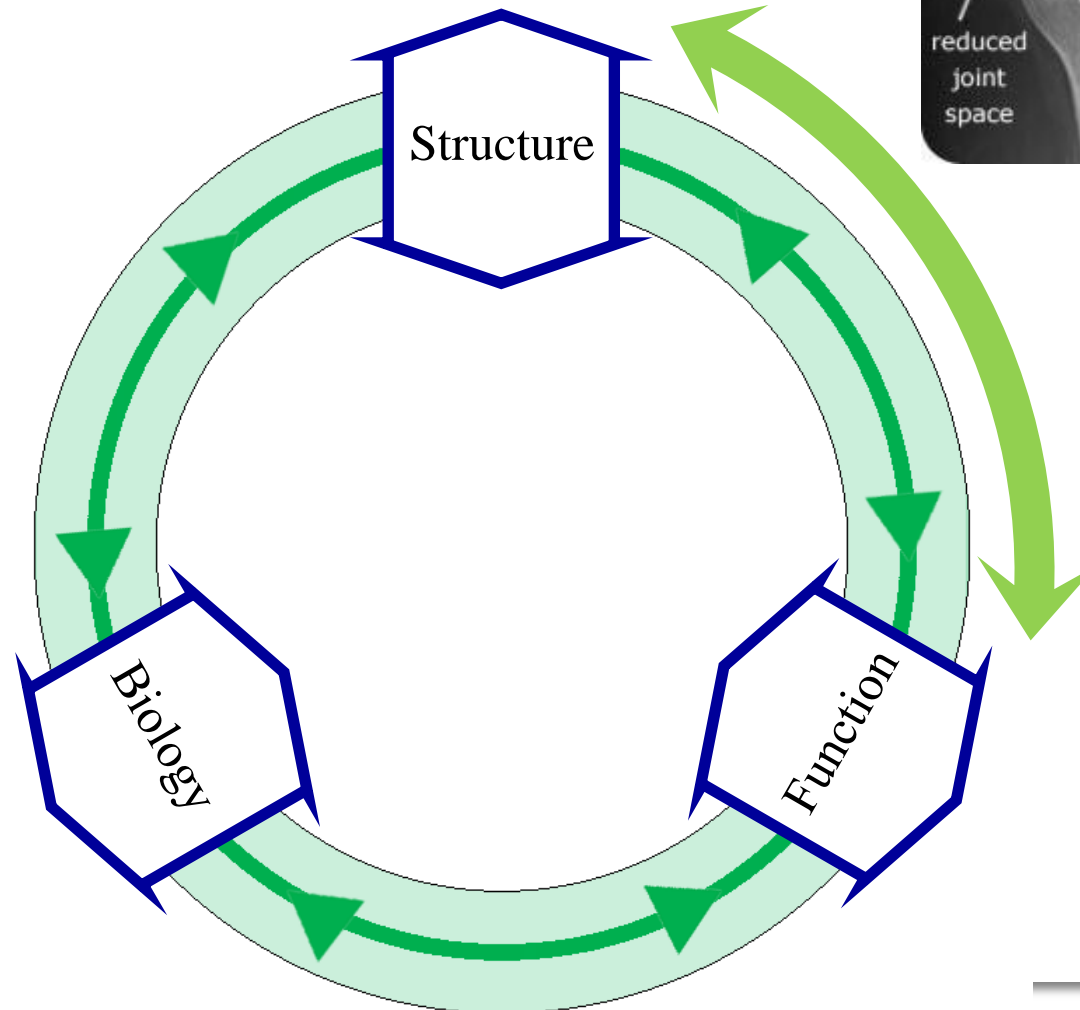 reduced
joint
space
Structure
Biology
Function